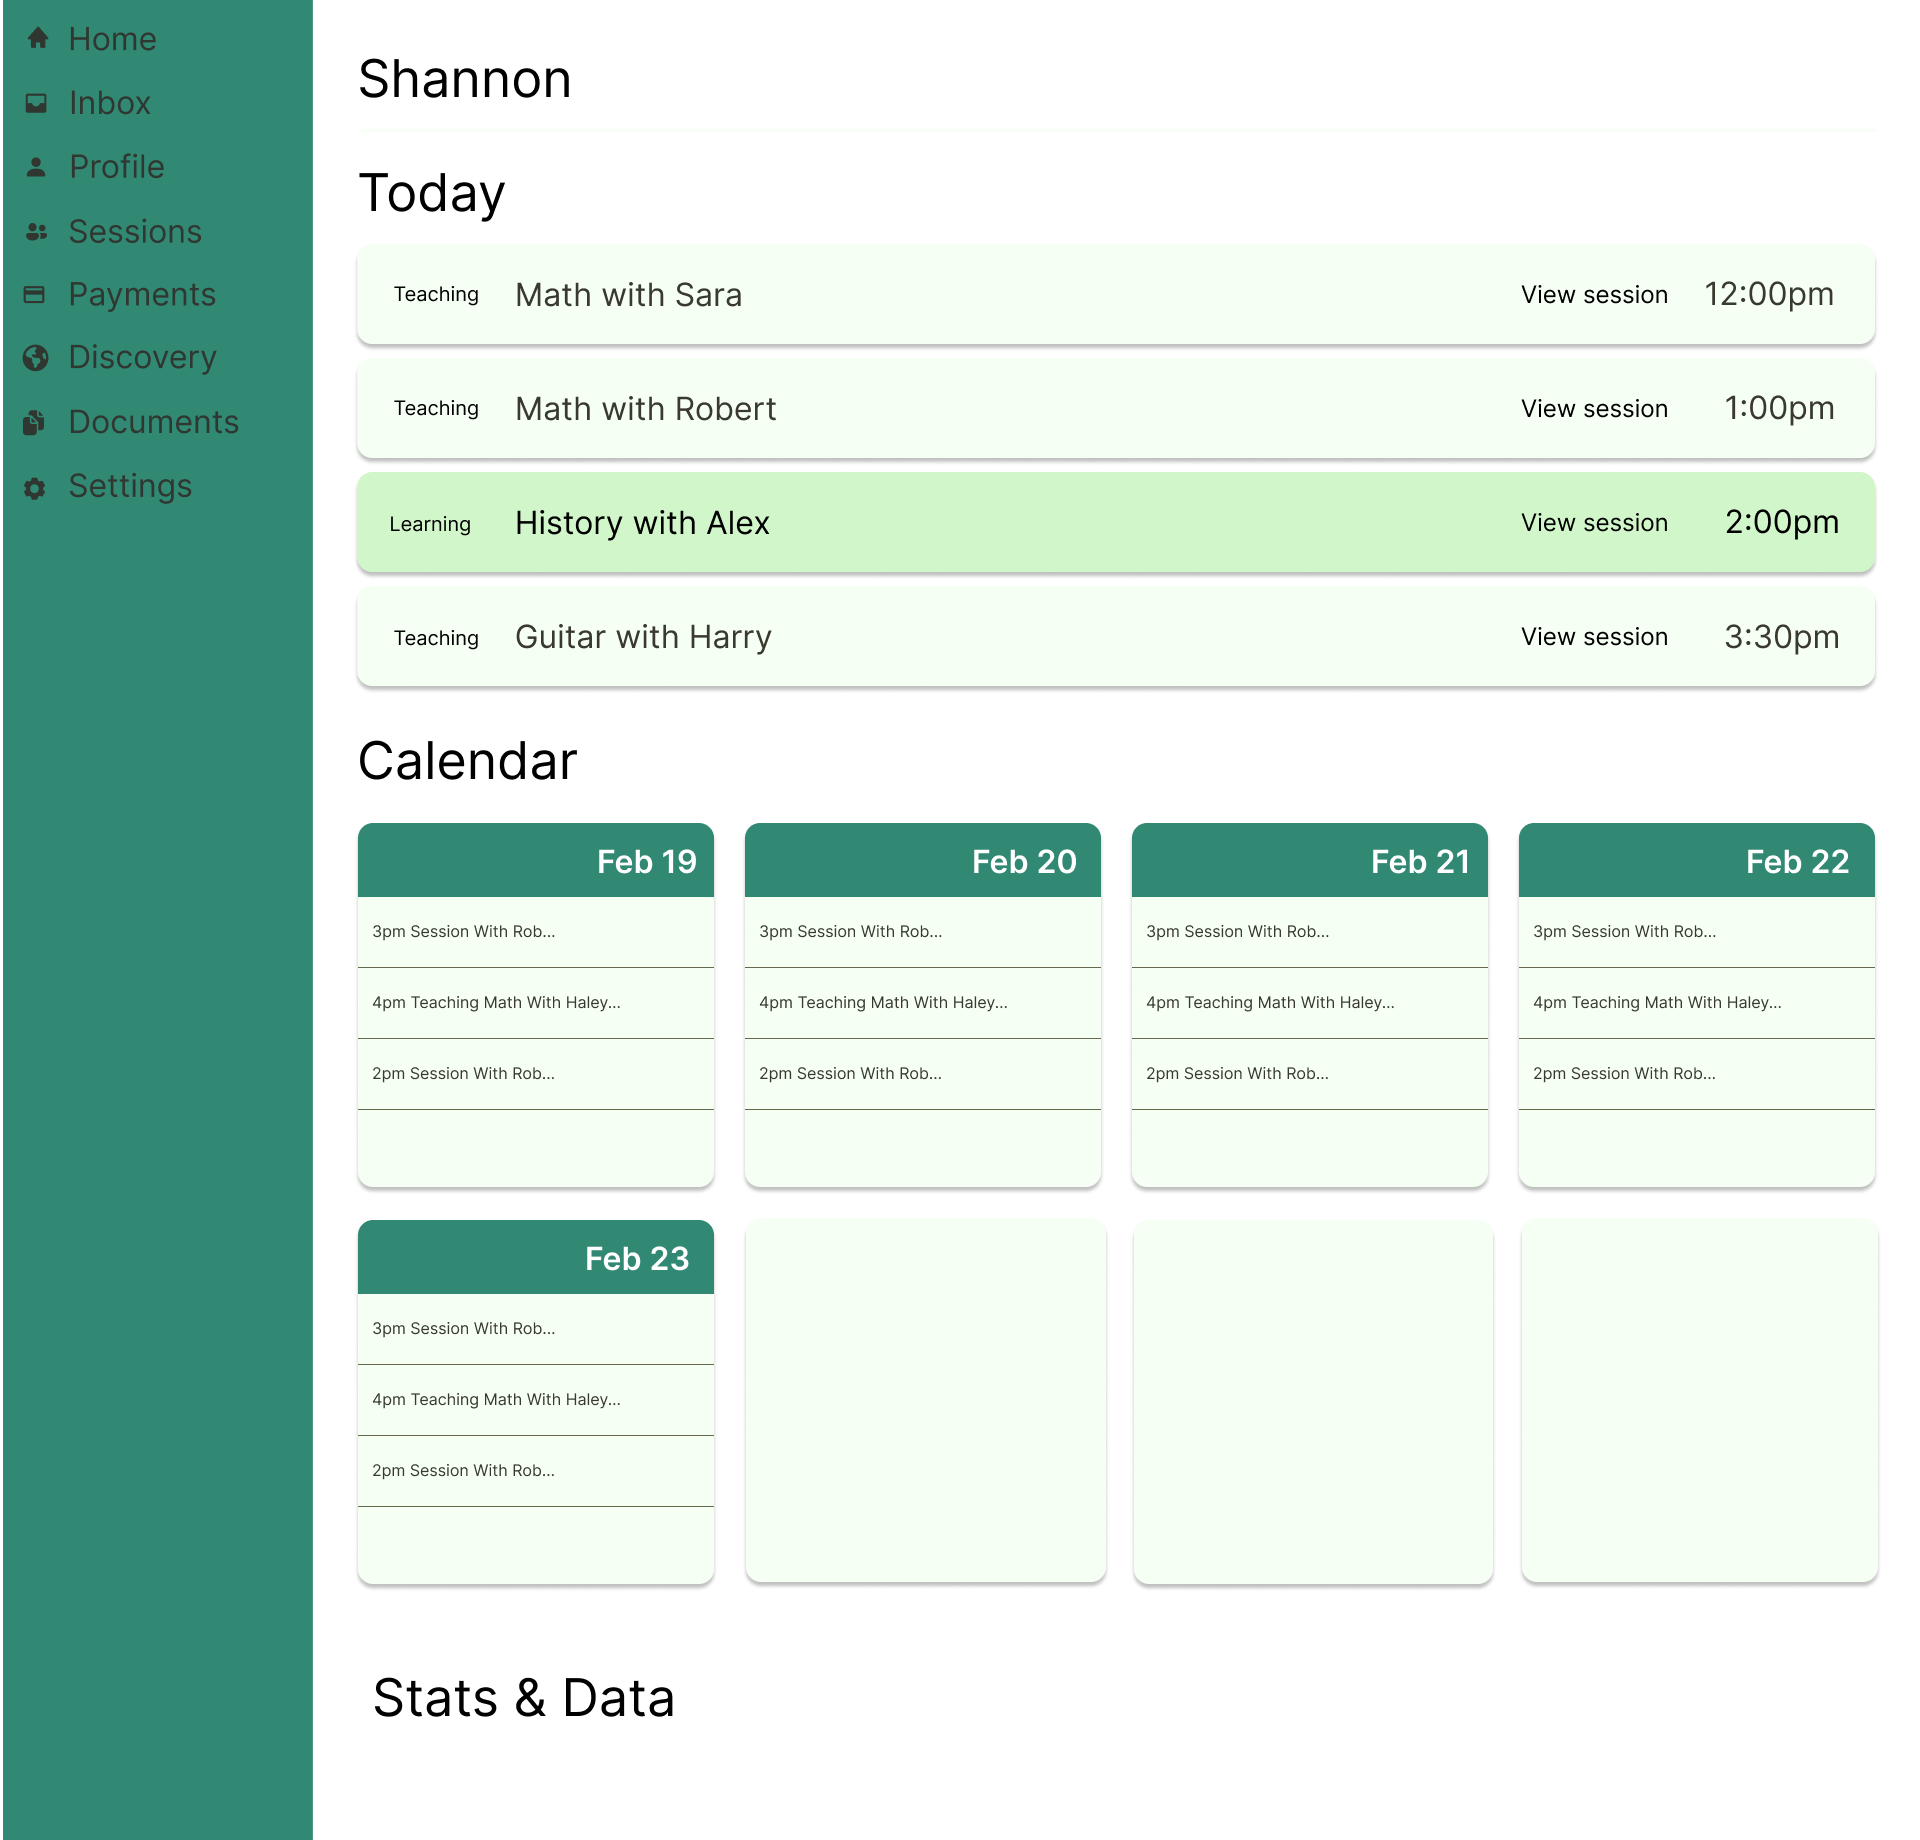 Home
Inbox
Profile
Sessions
Payments
Discovery
Documents
Settings
Shannon
Today
Teaching Math with Sara View session 12:00pm
Teaching Math with Robert View session 1:00pm
Learning History with Alex View session 2:00pm
Teaching Guitar with Harry View session 3:30pm
Calendar
Feb 19
3pm Session With Rob...
4pm Teaching Math With Haley...
2pm Session With Rob...
Feb 20
3pm Session With Rob...
4pm Teaching Math With Haley...
2pm Session With Rob...
Feb 21
3pm Session With Rob...
4pm Teaching Math With Haley...
2pm Session With Rob...
Feb 22
3pm Session With Rob...
4pm Teaching Math With Haley...
2pm Session With Rob...
Feb 23
3pm Session With Rob...
4pm Teaching Math With Haley...
2pm Session With Rob...
Stats & Data